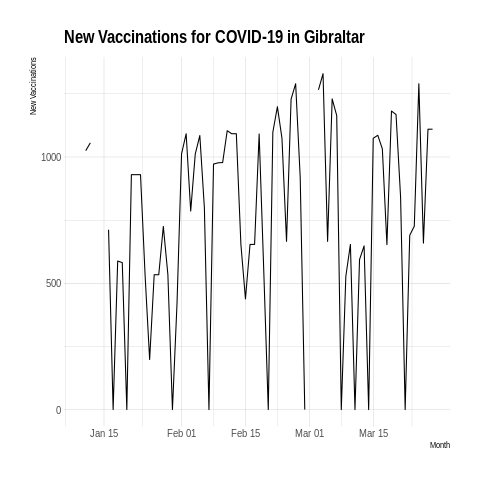 New Vaccinations for COVID-19 in Gibraltar
New Vaccinations
1000
500
0
Jan 15 Feb 01 Feb 15 Mar 01 Mar 15
Month